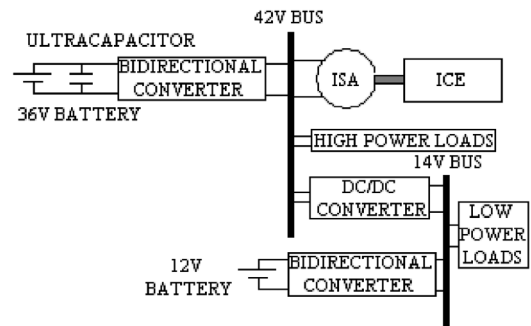 42V BUS
ULTRACAPACITOR
BIDIRECTIONAL
CONVERTER
ISA
ICE
36V BATTERY
HIGH POWER LOADS
14V BUS
DC/DC
CONVERTER
LOW
POWER
LOADS
12V
BATTERY
BIDIRECTIONAL
CONVERTER